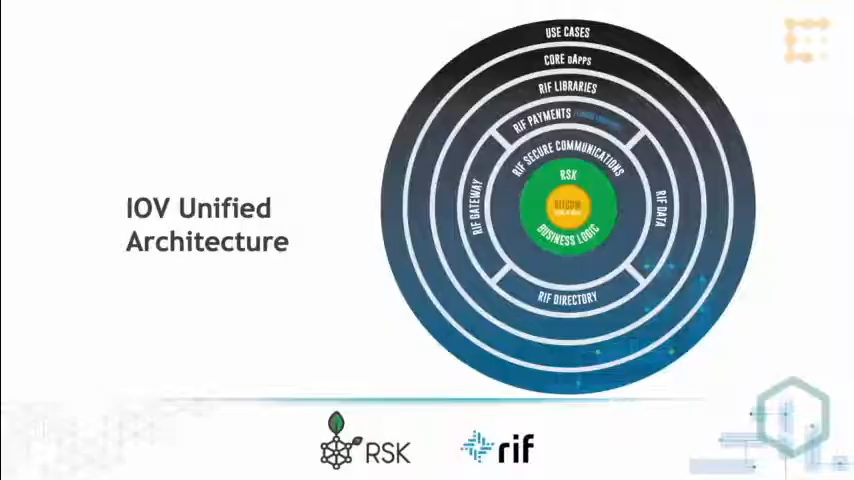 IOV Unified
Architecture
USE CASES
CORE DApps
RIF LIBRARIES
RIF PAYMENTS
RIF SECURE COMMUNICATIONS
RIF GATEWAY
RIF DATA
RSK
BITCOIN
BUSINESS LOGIC
RIF DIRECTORY
RSK
rif